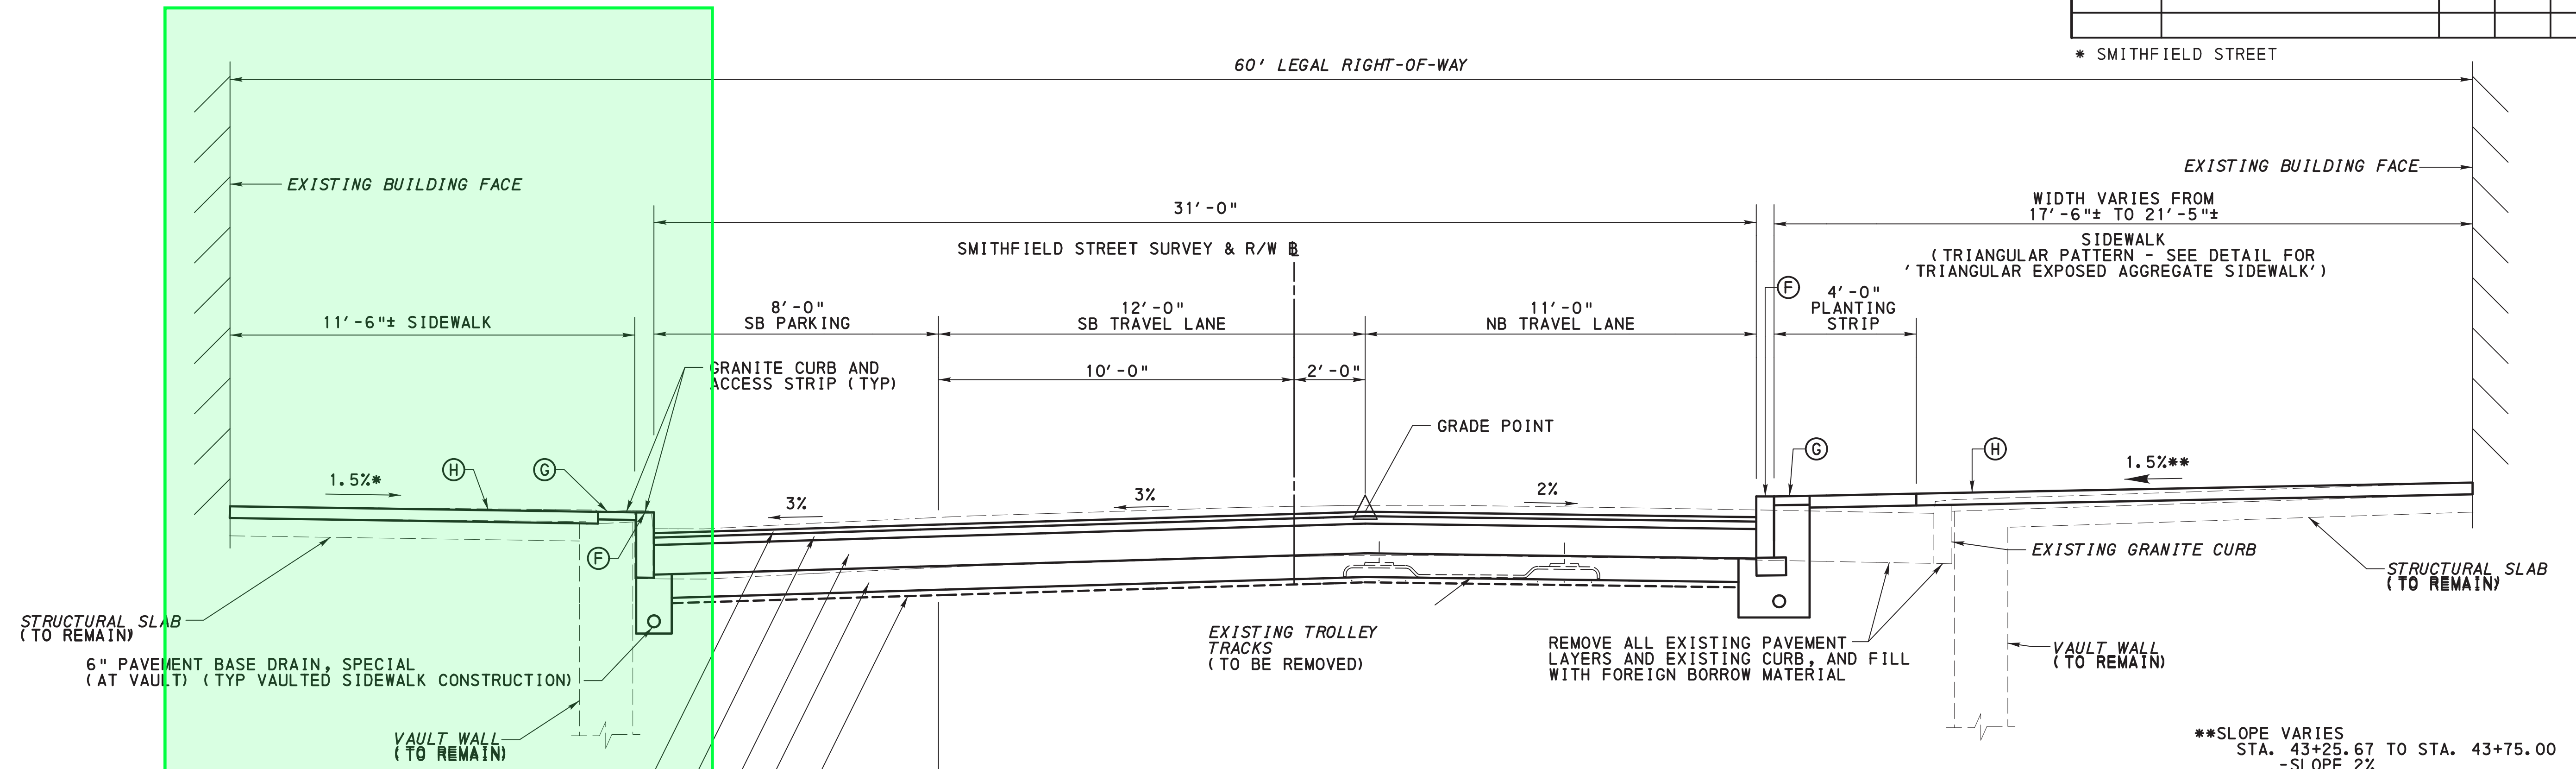 * SMITHFIELD STREET
60' LEGAL RIGHT-OF-WAY
EXISTING BUILDING FACE
EXISTING BUILDING FACE
31'-0"
WIDTH VARIES FROM
17'-6"± TO 21'-5"±
SIDEWALK
(TRIANGULAR PATTERN - SEE DETAIL FOR
'TRIANGULAR EXPOSED AGGREGATE SIDEWALK')
SMITHFIELD STREET SURVEY & R/W
11'-6"± SIDEWALK
8'-0"
SB PARKING
12'-0"
SB TRAVEL LANE
11'-0"
NB TRAVEL LANE
F
4'-0"
PLANTING
STRIP
GRANITE CURB AND
ACCESS STRIP (TYP)
10'-0"
2'-0"
GRADE POINT
1.5%*
H
G
3%
3%
2%
G
H
1.5%**
F
EXISTING GRANITE CURB
STRUCTURAL SLAB
(TO REMAIN)
STRUCTURAL SLAB
(TO REMAIN)
6" PAVEMENT BASE DRAIN, SPECIAL
(AT VAULT) (TYP VAULTED SIDEWALK CONSTRUCTION)
VAULT WALL
(TO REMAIN)
EXISTING TROLLEY
TRACKS
(TO BE REMOVED)
REMOVE ALL EXISTING PAVEMENT
LAYERS AND EXISTING CURB, AND FILL
WITH FOREIGN BORROW MATERIAL
VAULT WALL
(TO REMAIN)
**SLOPE VARIES
STA. 43+25.67 TO STA. 43+75.00
-SLOPE 2%